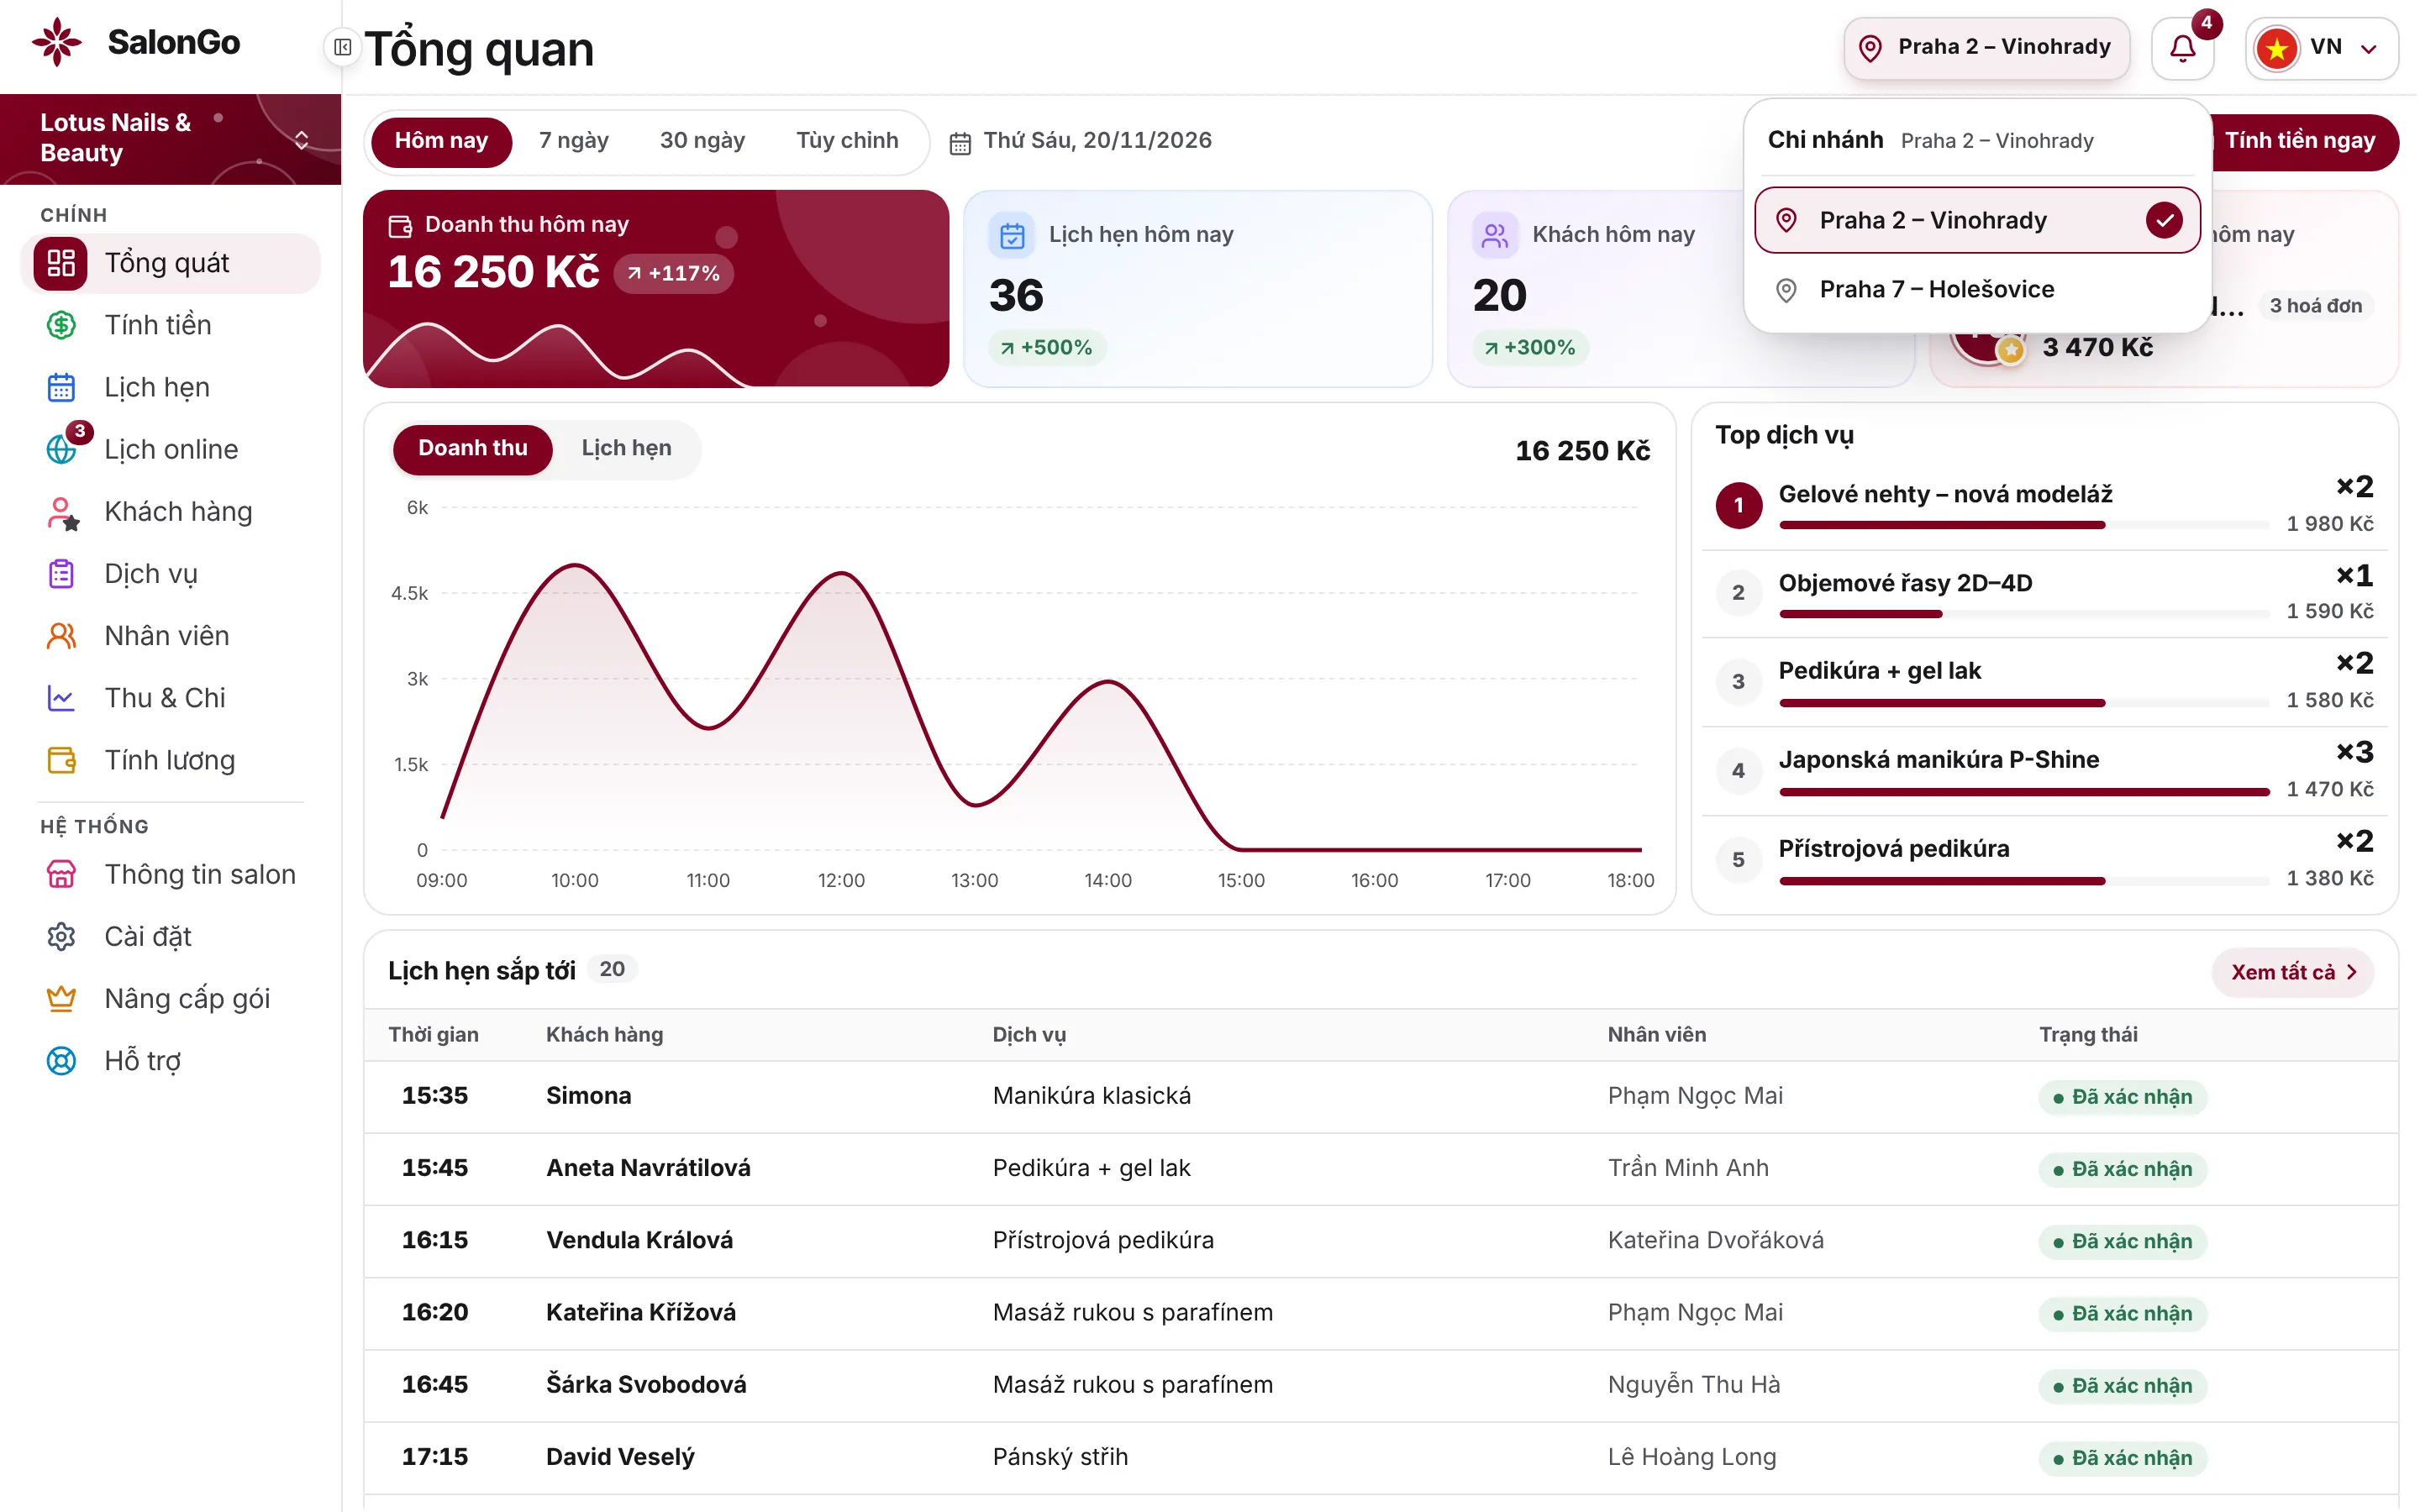 SalonGo
Lotus Nails &
Beauty
CHÍNH
Tổng quát
Tính tiền
Lịch hẹn
3
Lịch online
Khách hàng
Dịch vụ
Nhân viên
Thu & Chi
Tính lương
HỆ THỐNG
Thông tin salon
Cài đặt
Nâng cấp gói
Hỗ trợ
Tổng quan
Praha 2 – Vinohrady
4
VN
Hôm nay
7 ngày
30 ngày
Tùy chỉnh
Thứ Sáu, 20/11/2026
Tính tiền ngay
Chi nhánh Praha 2 – Vinohrady
Praha 2 – Vinohrady
Praha 7 – Holešovice
Doanh thu hôm nay
16 250 Kč
+117%
Lịch hẹn hôm nay
36
+500%
Khách hôm nay
20
+300%
hôm nay
3 hoá đơn
3 470 Kč
Doanh thu
Lịch hẹn
16 250 Kč
6k
4.5k
3k
1.5k
0
09:00 10:00 11:00 12:00 13:00 14:00 15:00 16:00 17:00 18:00
Top dịch vụ
1 Gelové nehty – nová modeláž ×2
1 980 Kč
2 Objemové řasy 2D–4D ×1
1 590 Kč
3 Pedikúra + gel lak ×2
1 580 Kč
4 Japonská manikúra P-Shine ×3
1 470 Kč
5 Přístrojová pedikúra ×2
1 380 Kč
Lịch hẹn sắp tới 20
Xem tất cả
Thời gian Khách hàng Dịch vụ Nhân viên Trạng thái
15:35 Simona Manikúra klasická Phạm Ngọc Mai Đã xác nhận
15:45 Aneta Navrátilová Pedikúra + gel lak Trần Minh Anh Đã xác nhận
16:15 Vendula Králová Přístrojová pedikúra Kateřina Dvořáková Đã xác nhận
16:20 Kateřina Křížová Masáž rukou s parafínem Phạm Ngọc Mai Đã xác nhận
16:45 Šárka Svobodová Masáž rukou s parafínem Nguyễn Thu Hà Đã xác nhận
17:15 David Veselý Pánský střih Lê Hoàng Long Đã xác nhận